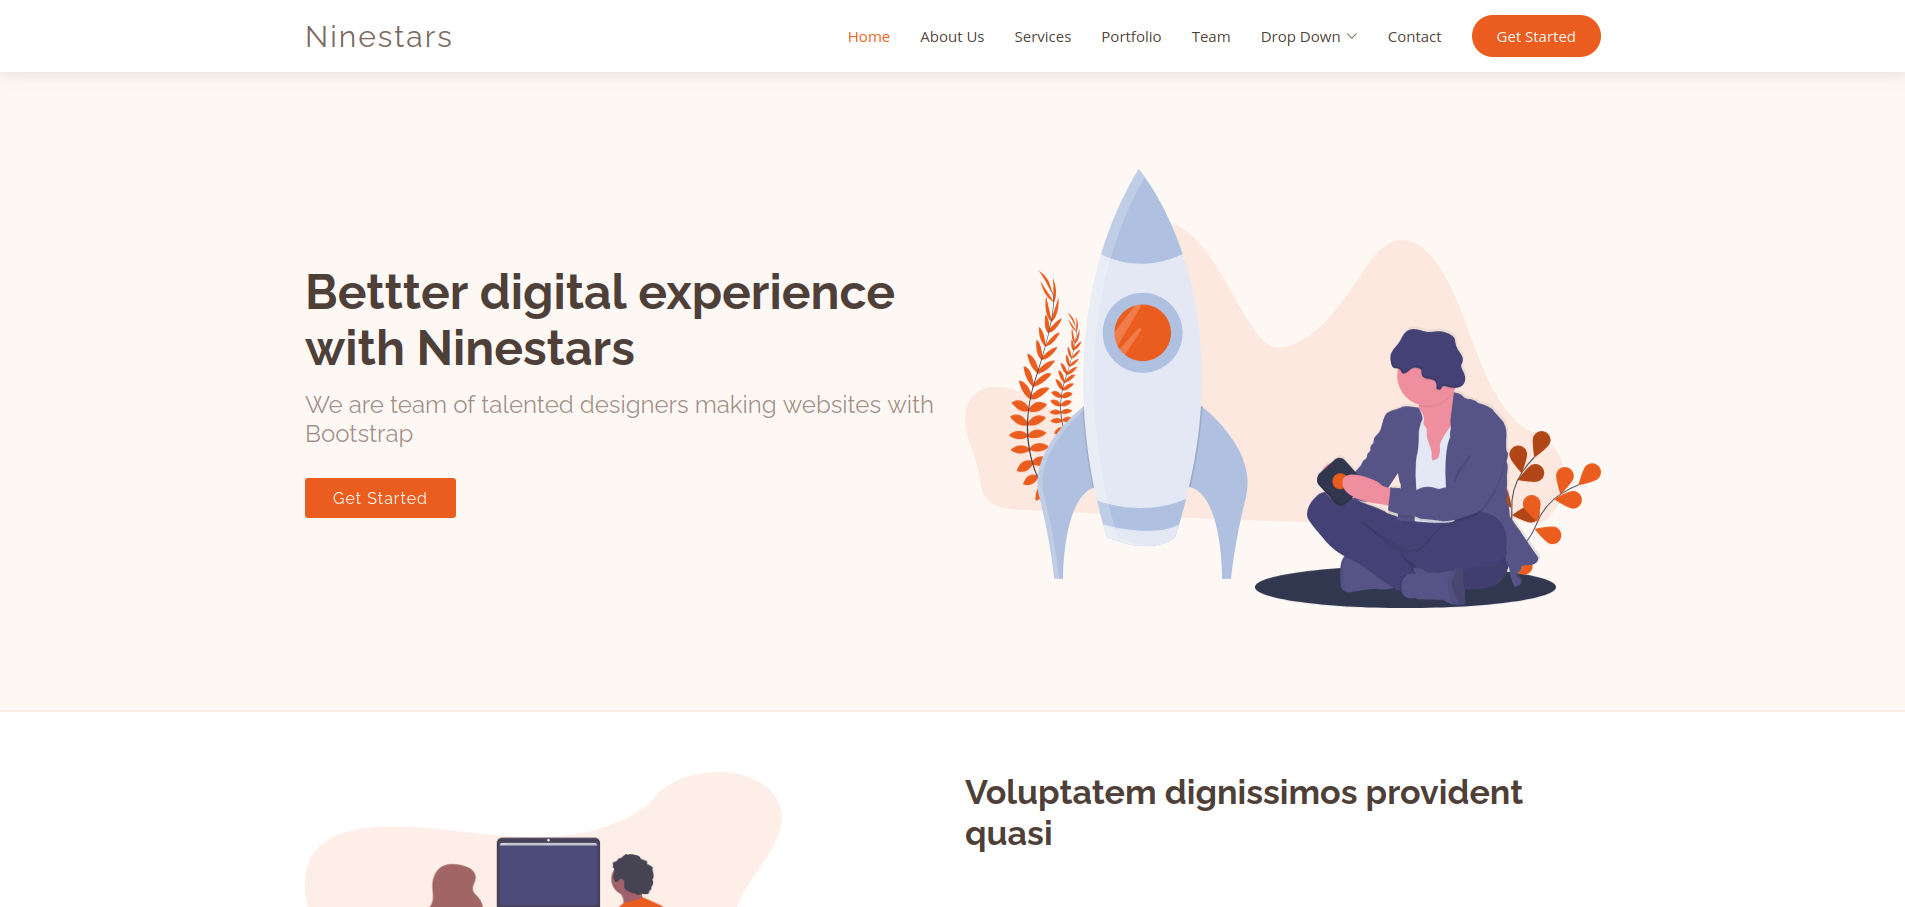 Ninestars
Home About Us Services Portfolio Team Drop Down Contact Get Started
Bettter digital experience
with Ninestars
We are team of talented designers making websites with
Bootstrap
Get Started
Voluptatem dignissimos provident
quasi